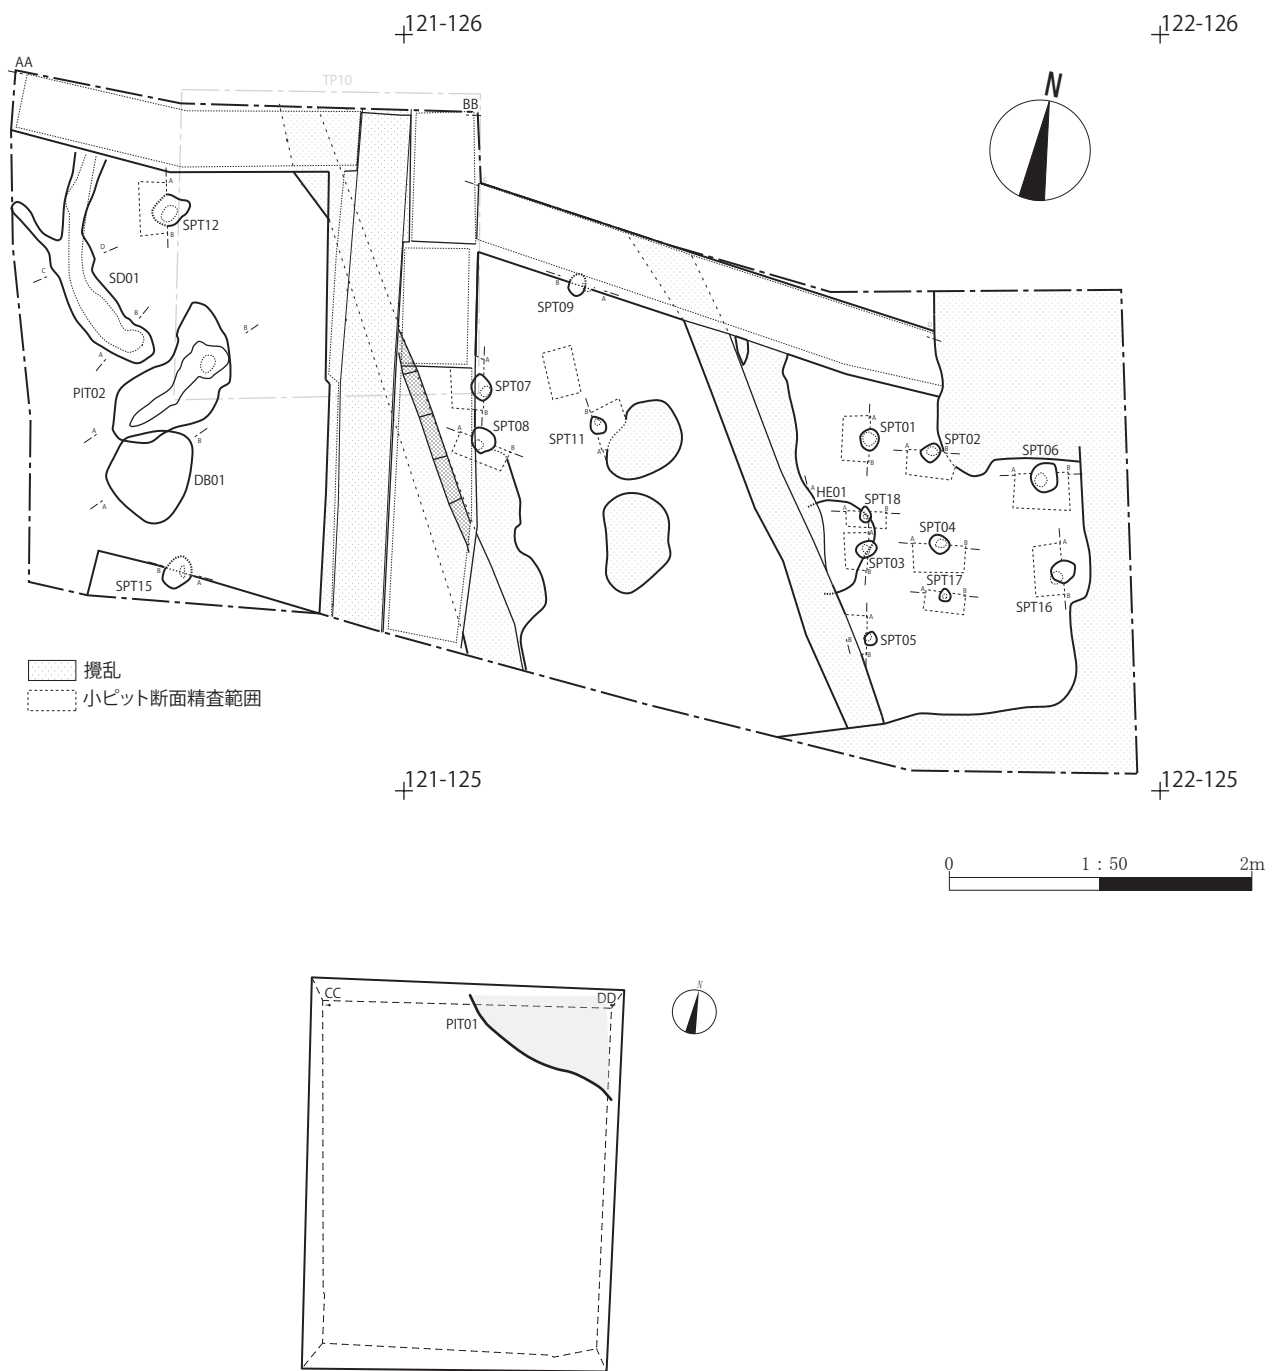 121-126
122-126
AA
TP10
BB
N
A
SPT12
B
D
C
SD01
B
A
B
PIT02
A
B
DB01
A
B
SPT09
A
A
SPT07
B
A
SPT08
B
B
SPT11
A
A
SPT01
B
A
SPT02
B
SPT06
A
B
A
HE01
SPT18
A
B
A
SPT03
B
SPT04
A
B
SPT17
A
B
A
SPT16
B
A
SPT05
B
B
SPT15
B
A
攪乱
小ピット断面精査範囲
121-125
122-125
0 1 : 50 2m
CC
DD
PIT01
N